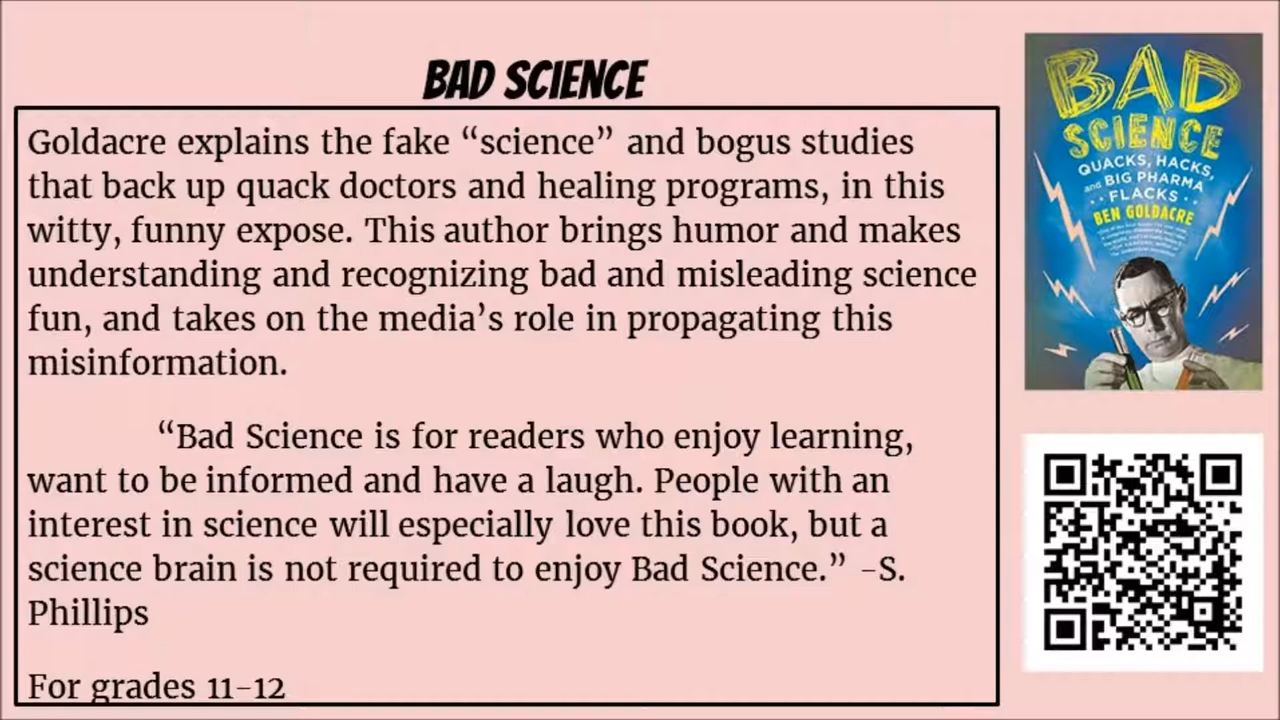 BAD SCIENCE
Goldacre explains the fake “science” and bogus studies
that back up quack doctors and healing programs, in this
witty, funny expose. This author brings humor and makes
understanding and recognizing bad and misleading science
fun, and takes on the media’s role in propagating this
misinformation.
“Bad Science is for readers who enjoy learning,
want to be informed and have a laugh. People with an
interest in science will especially love this book, but a
science brain is not required to enjoy Bad Science.” -S.
Phillips
For grades 11-12
BAD
SCIENCE
QUACKS, HACKS,
and BIG PHARMA
FLACKS
BEN GOLDACRE